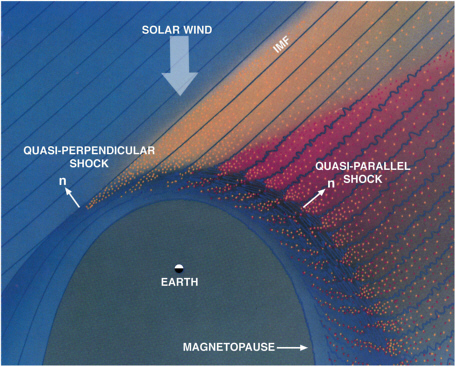 SOLAR WIND
IMF
QUASI-PERPENDICULAR
SHOCK
n
QUASI-PARALLEL
SHOCK
n
EARTH
MAGNETOPAUSE